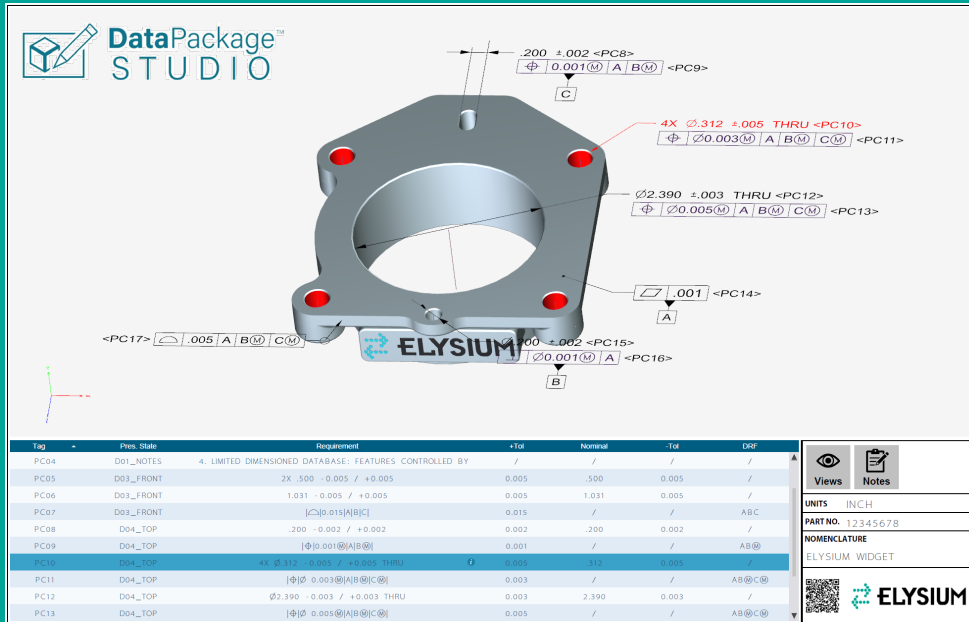 DataPackage™
STUDIO
.200 ±.002 <PC8>
⌖ 0.001Ⓜ A BⓂ <PC9>
C
4X Ø.312 ±.005 THRU <PC10>
⌖ Ø0.003Ⓜ A BⓂ CⓂ <PC11>
Ø2.390 ±.003 THRU <PC12>
⌖ Ø0.005Ⓜ A BⓂ CⓂ <PC13>
⏥ .001 <PC14>
A
<PC17> ⌓ .005 A BⓂ CⓂ
ELYSIUM
.200 ±.002 <PC15>
Ø0.001Ⓜ A <PC16>
B
Tag Pres. State Requirement +Tol Nominal -Tol DRF
PC04 D01_NOTES 4. LIMITED DIMENSIONED DATABASE: FEATURES CONTROLLED BY / / / /
PC05 D03_FRONT 2X .500 -0.005 / +0.005 0.005 .500 0.005 /
PC06 D03_FRONT 1.031 -0.005 / +0.005 0.005 1.031 0.005 /
PC07 D03_FRONT |⌓|0.015|A|B|C| 0.015 / / ABC
PC08 D04_TOP .200 -0.002 / +0.002 0.002 .200 0.002 /
PC09 D04_TOP |⌖|0.001Ⓜ|A|BⓂ| 0.001 / / ABⓂ
PC10 D04_TOP 4X Ø.312 -0.005 / +0.005 THRU 0.005 .312 0.005 /
PC11 D04_TOP |⌖|Ø 0.003Ⓜ|A|BⓂ|CⓂ| 0.003 / / ABⓂCⓂ
PC12 D04_TOP Ø2.390 -0.003 / +0.003 THRU 0.003 2.390 0.003 /
PC13 D04_TOP |⌖|Ø 0.005Ⓜ|A|BⓂ|CⓂ| 0.005 / / ABⓂCⓂ
Views Notes
UNITS INCH
PART NO. 12345678
NOMENCLATURE
ELYSIUM WIDGET
ELYSIUM